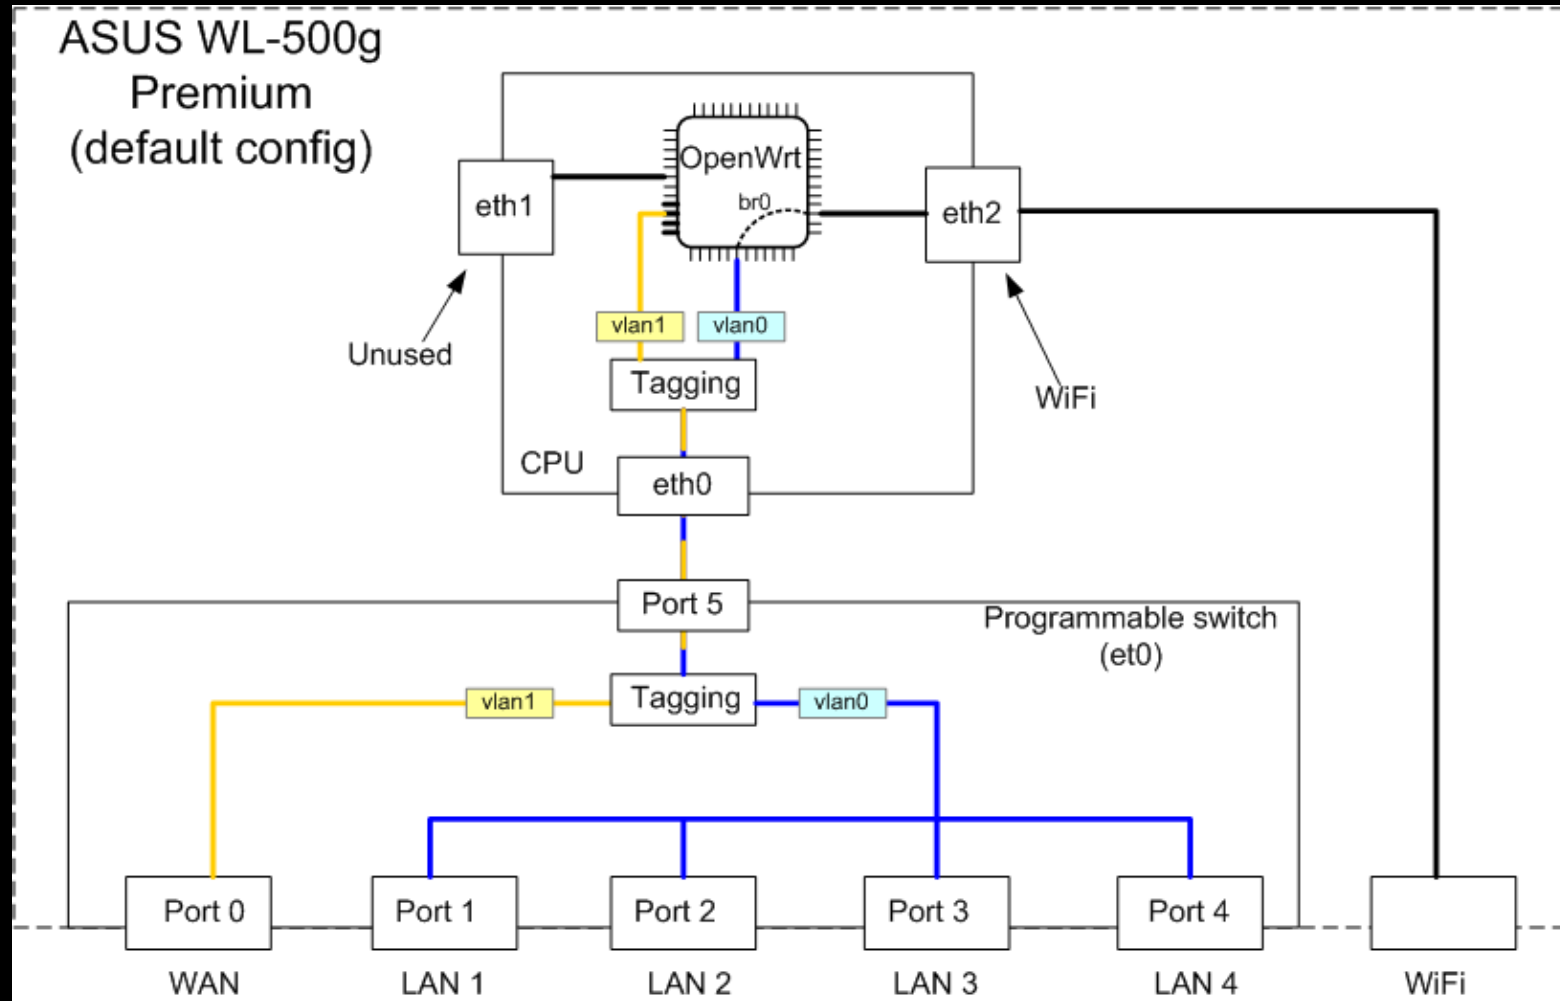 ASUS WL-500g
Premium
(default config)
OpenWrt
eth1
br0
eth2
vlan1
vlan0
Unused
Tagging
WiFi
CPU
eth0
Port 5
Programmable switch
(et0)
vlan1
Tagging
vlan0
Port 0
Port 1
Port 2
Port 3
Port 4
WAN
LAN 1
LAN 2
LAN 3
LAN 4
WiFi